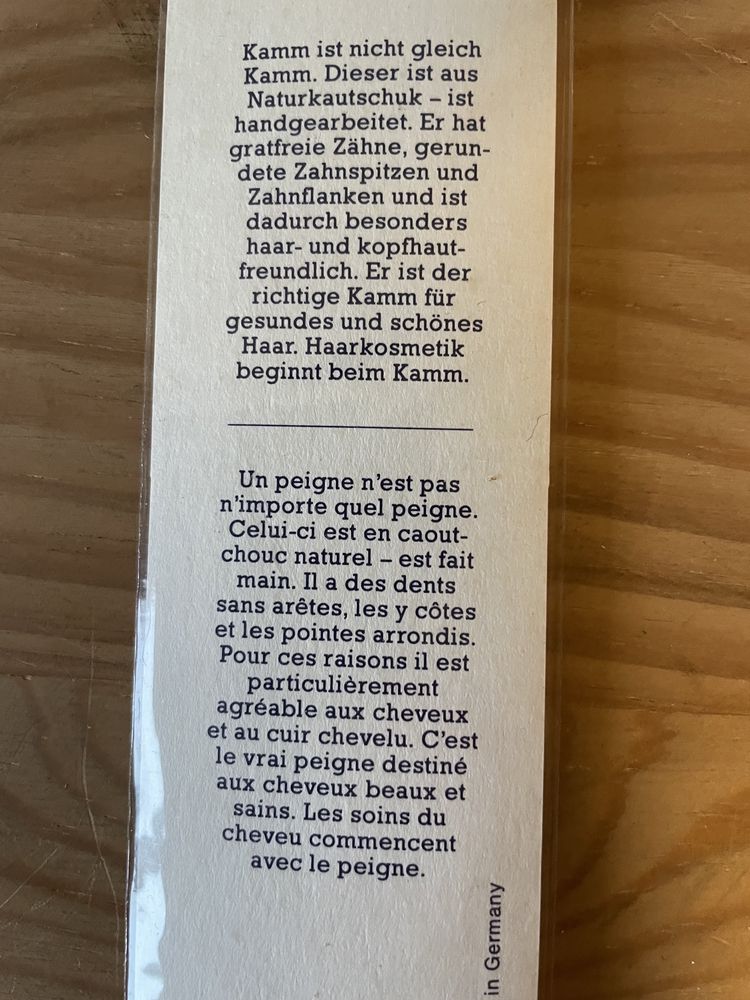 Kamm ist nicht gleich
Kamm. Dieser ist aus
Naturkautschuk – ist
handgearbeitet. Er hat
gratfreie Zähne, gerun-
dete Zahnspitzen und
Zahnflanken und ist
dadurch besonders
haar- und kopfhaut-
freundlich. Er ist der
richtige Kamm für
gesundes und schönes
Haar. Haarkosmetik
beginnt beim Kamm.
Un peigne n'est pas
n'importe quel peigne.
Celui-ci est en caout-
chouc naturel – est fait
main. Il a des dents
sans arêtes, les y côtes
et les pointes arrondis.
Pour ces raisons il est
particulièrement
agréable aux cheveux
et au cuir chevelu. C'est
le vrai peigne destiné
aux cheveux beaux et
sains. Les soins du
cheveu commencent
avec le peigne.
in Germany